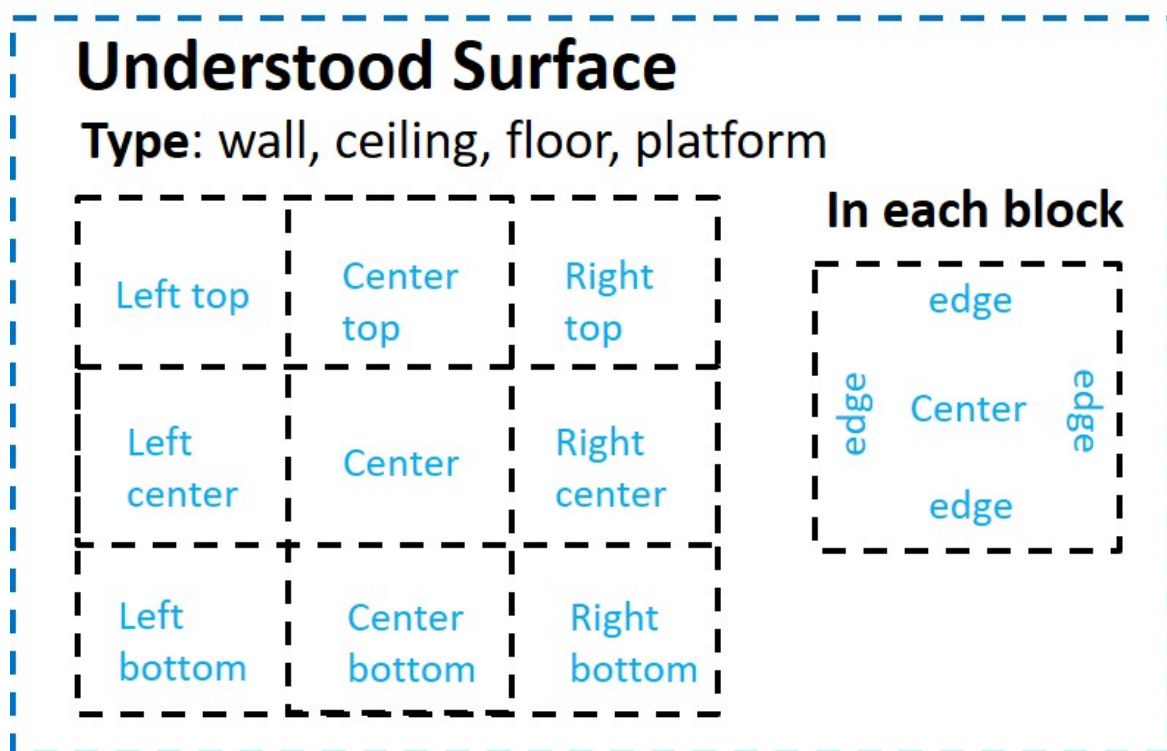 Understood Surface
Type: wall, ceiling, floor, platform
Left top
Center
top
Right
top
Left
center
Center
Right
center
Left
bottom
Center
bottom
Right
bottom
In each block
edge
edge
Center
edge
edge